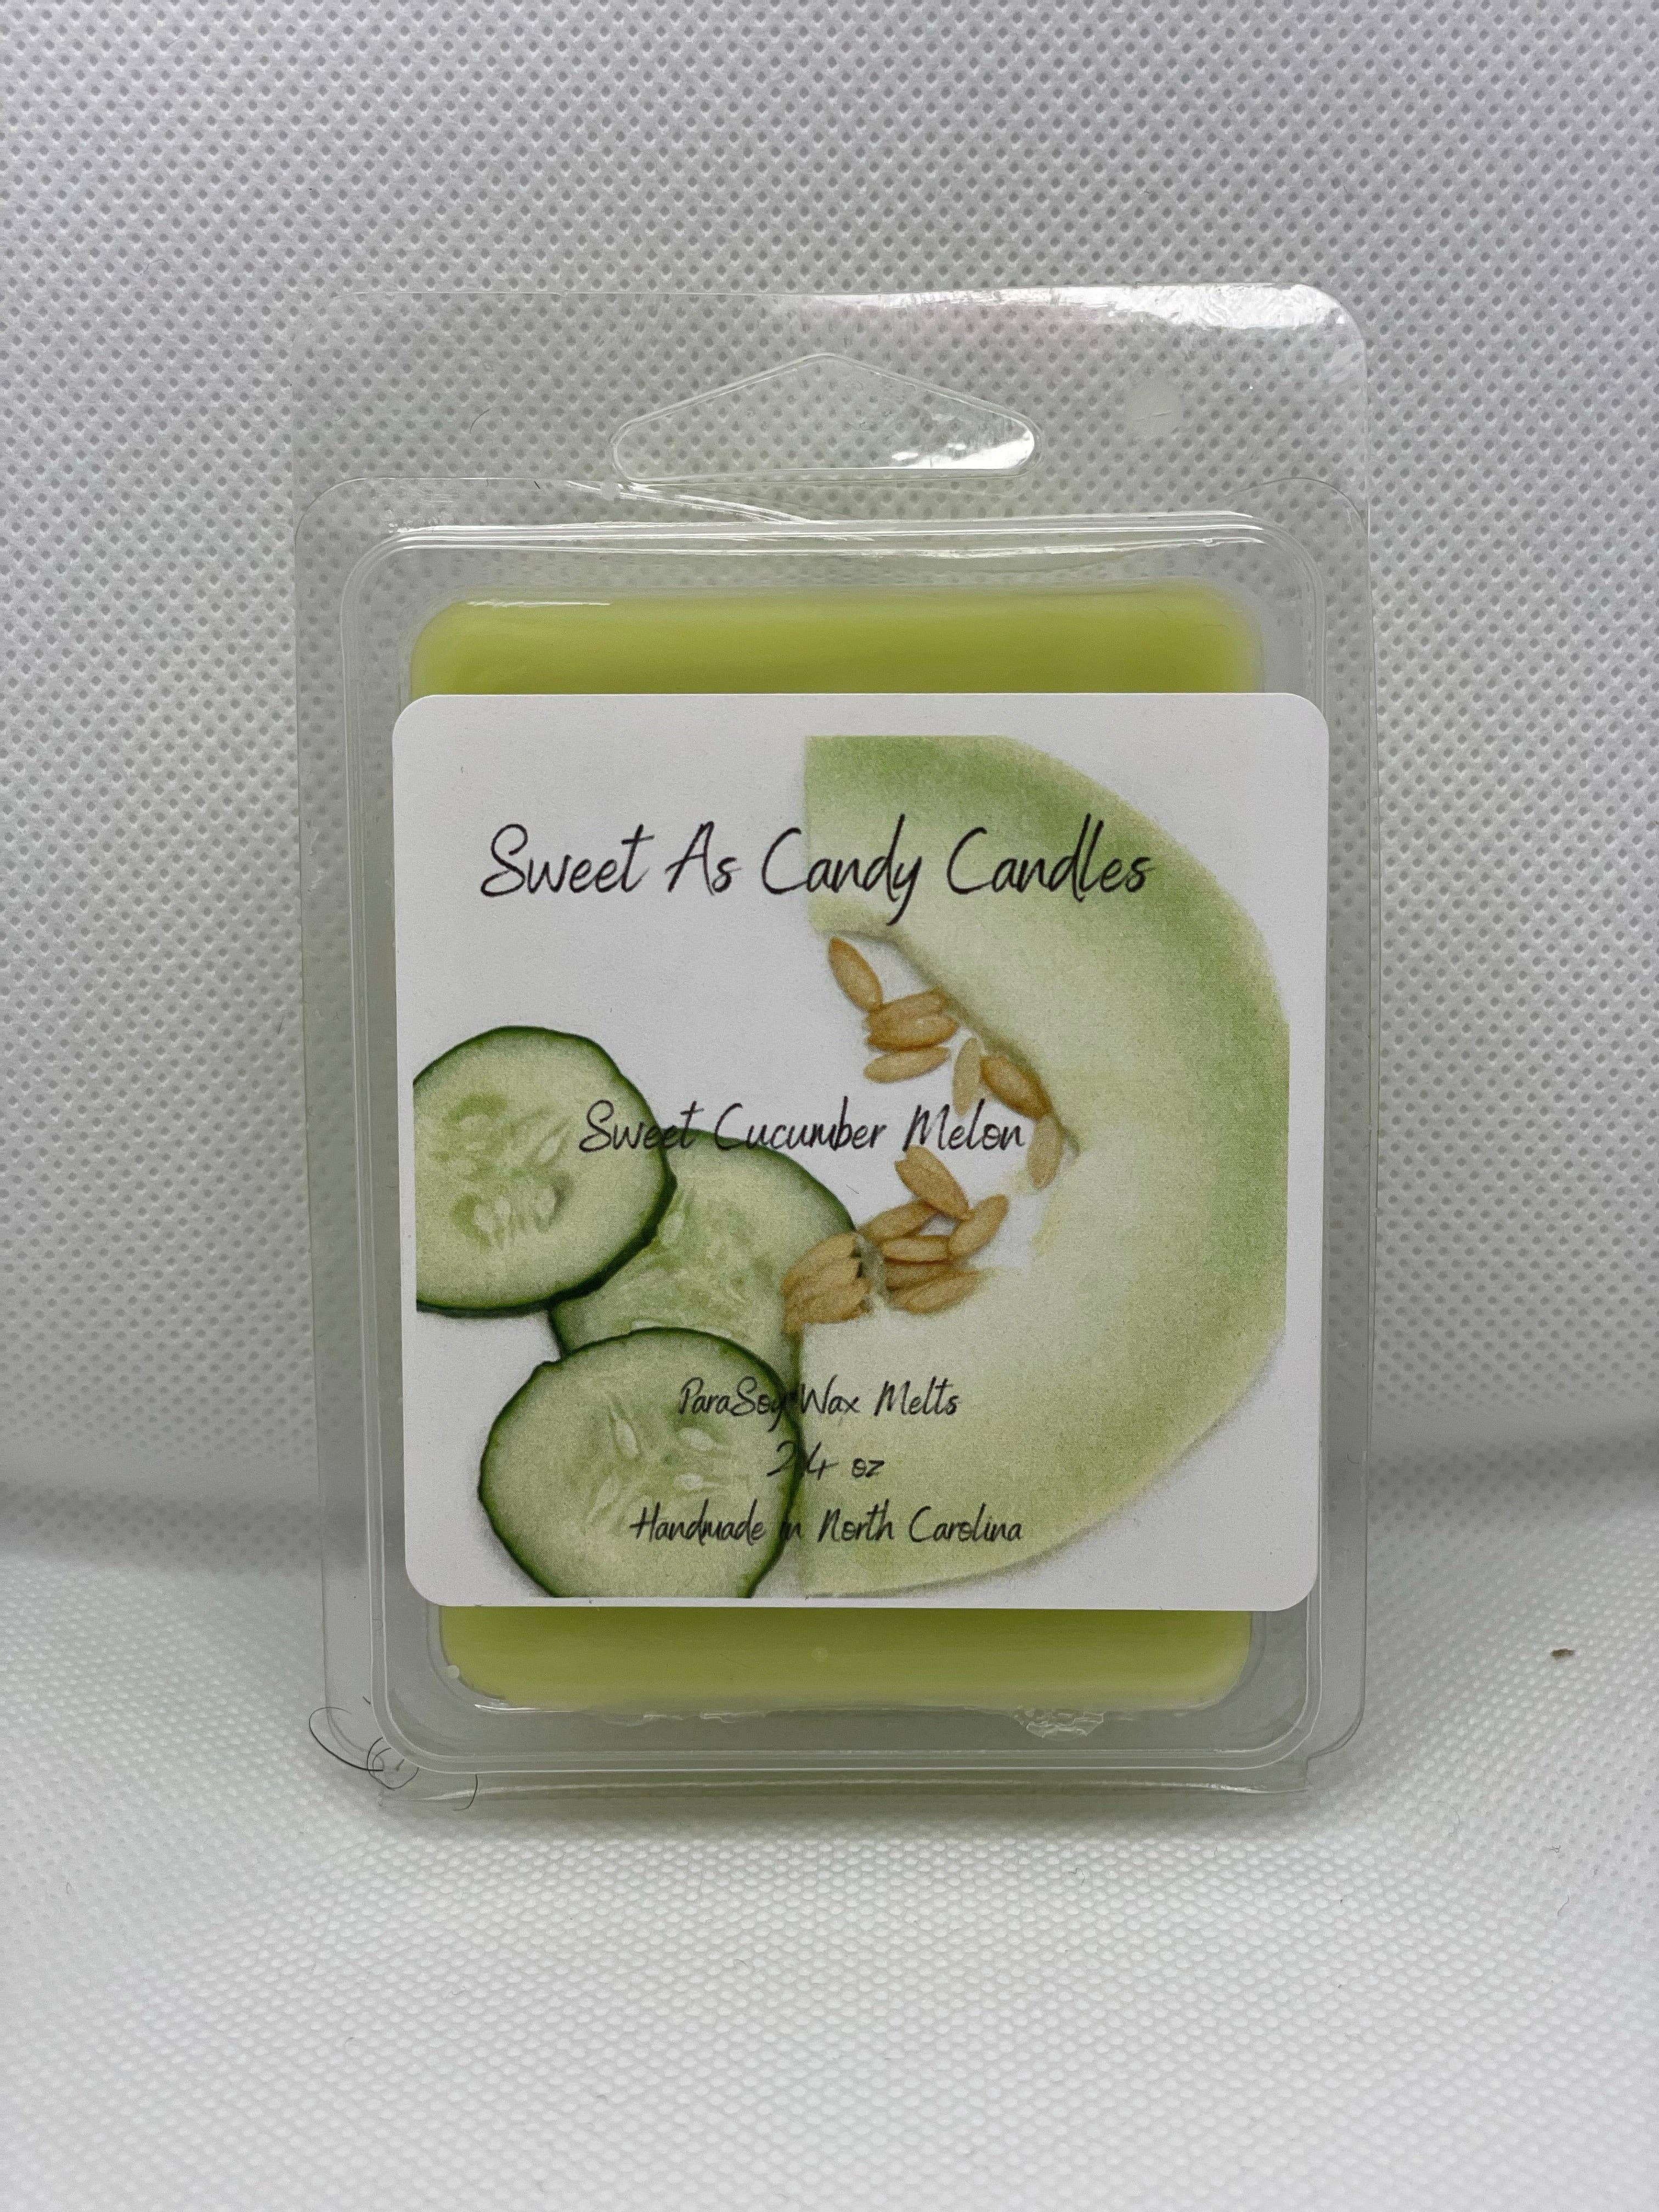 Sweet As Candy Candles
Sweet Cucumber Melon
ParaSoy Wax Melts
2.4 oz
Handmade in North Carolina